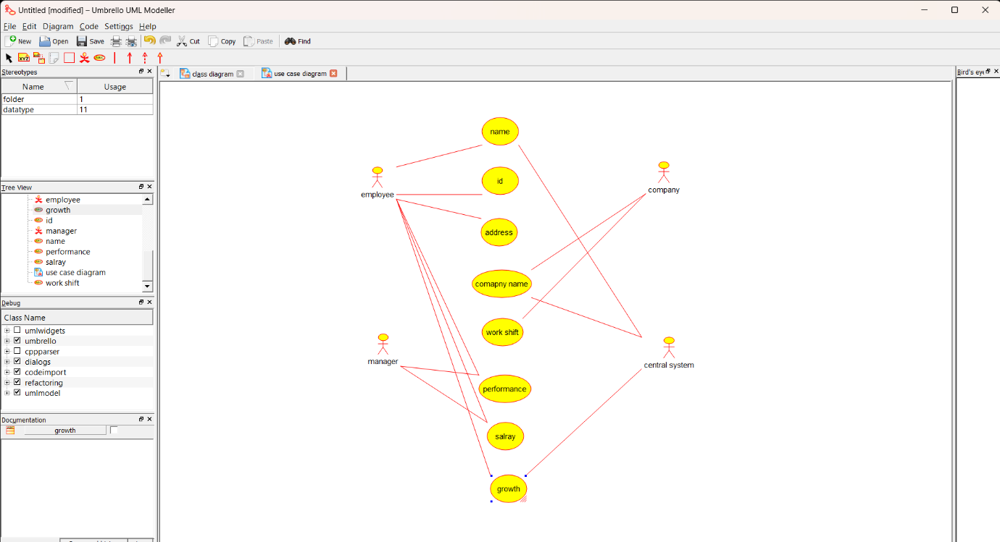 Untitled [modified] – Umbrello UML Modeller
File Edit Diagram Code Settings Help
New Open Save Cut Copy Paste Find
XYZ ABC
Stereotypes
Name Usage
folder 1
datatype 11
Tree View
employee
growth
id
manager
name
performance
salray
use case diagram
work shift
Debug
Class Name
umlwidgets
umbrello
cppparser
dialogs
codeimport
refactoring
umlmodel
Documentation
growth
class diagram use case diagram
Bird's eye
name
employee
id
company
address
comapny name
work shift
manager
central system
performance
salray
growth